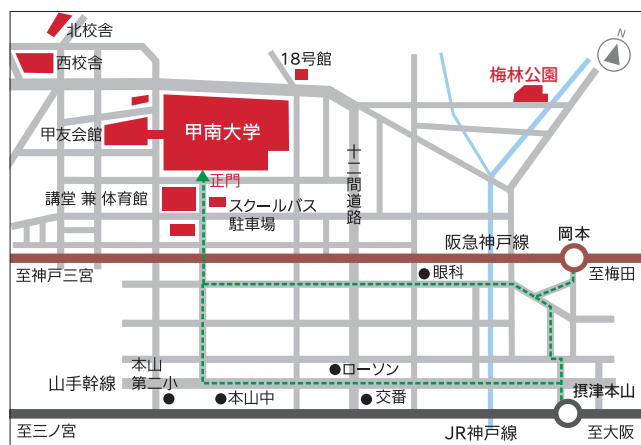 北校舎
西校舎
18号館
N
梅林公園
甲友会館
甲南大学
十二間道路
正門
講堂 兼 体育館
スクールバス
駐車場
阪急神戸線
岡本
至神戸三宮
眼科
至梅田
本山
第二小
ローソン
山手幹線
本山中
交番
摂津本山
至三ノ宮
JR神戸線
至大阪